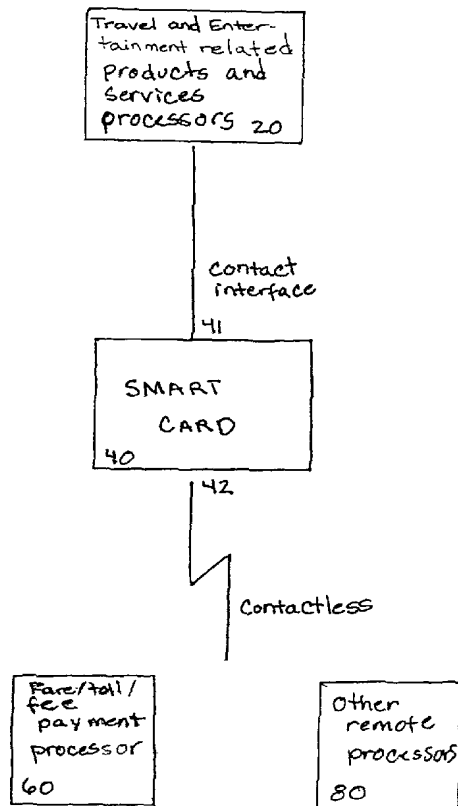 Travel and Enter-
tainment related
products and
services
processors 20
contact
interface
41
SMART
CARD
40
42
Contactless
Fare/toll/
fee
payment
processor
60
Other
remote
processors
80